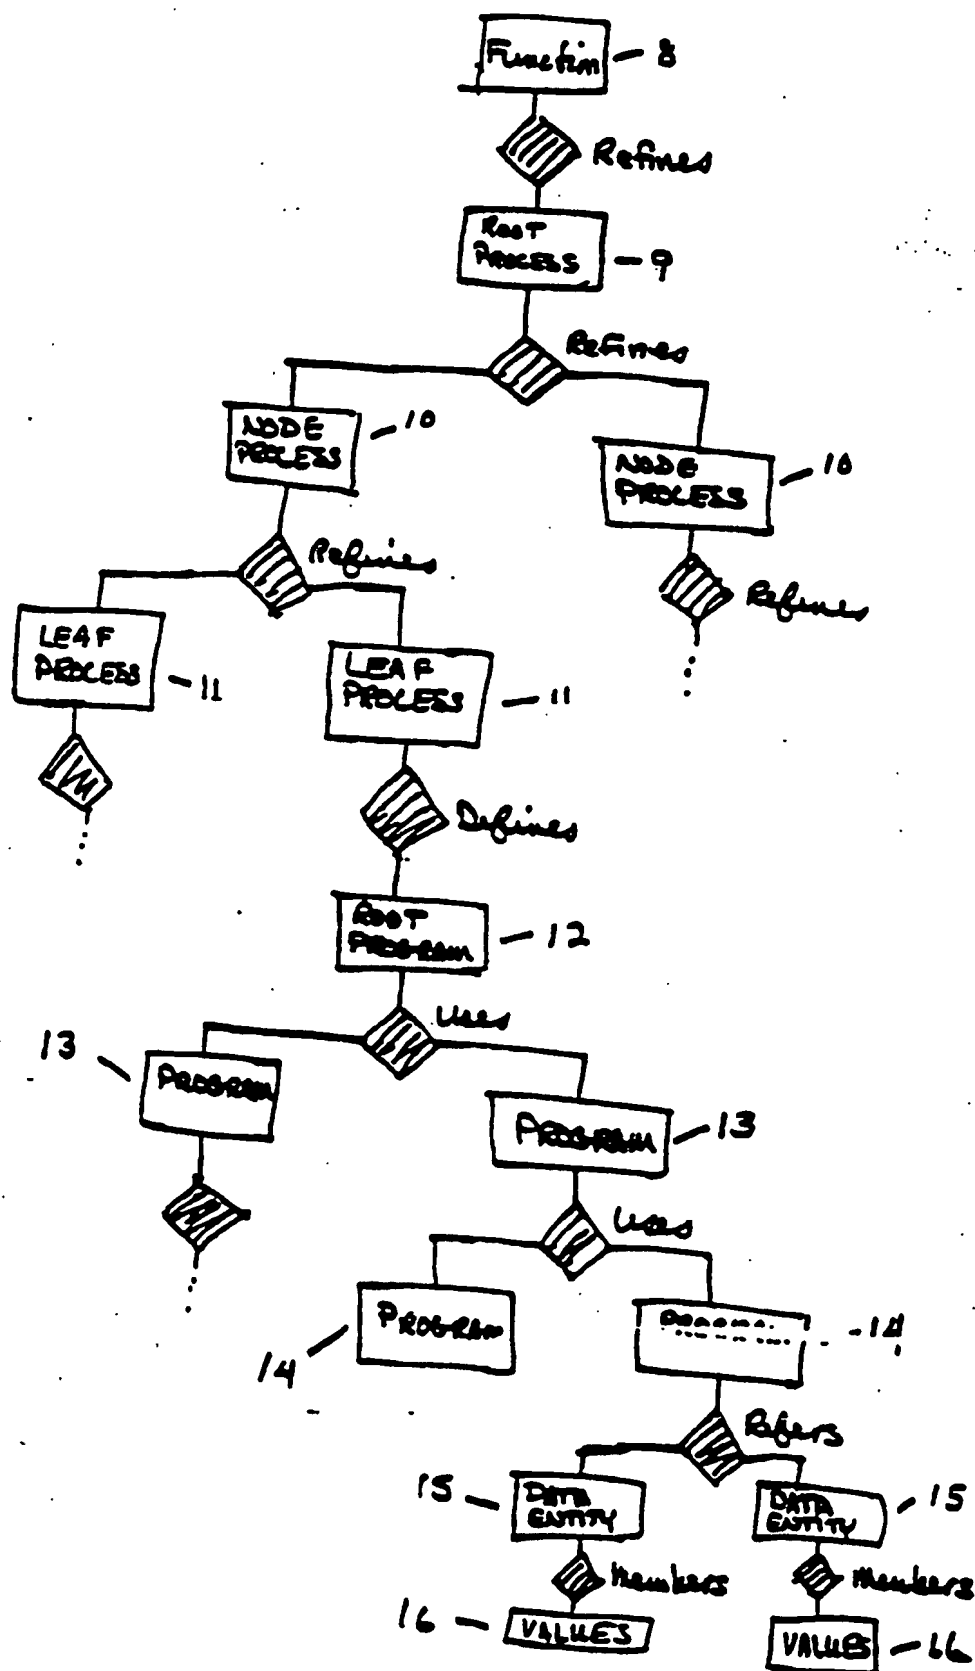 Function
8
Refines
ROOT
PROCESS
9
Refines
NODE
PROCESS
10
NODE
PROCESS
10
Refines
Refines
LEAF
PROCESS
11
LEAF
PROCESS
11
Defines
ROOT
PROGRAM
12
Uses
13
PROGRAM
PROGRAM
13
Uses
PROGRAM
14
14
Refers
15
DATA
ENTITY
DATA
ENTITY
15
Members
Members
16
VALUES
VALUES
16